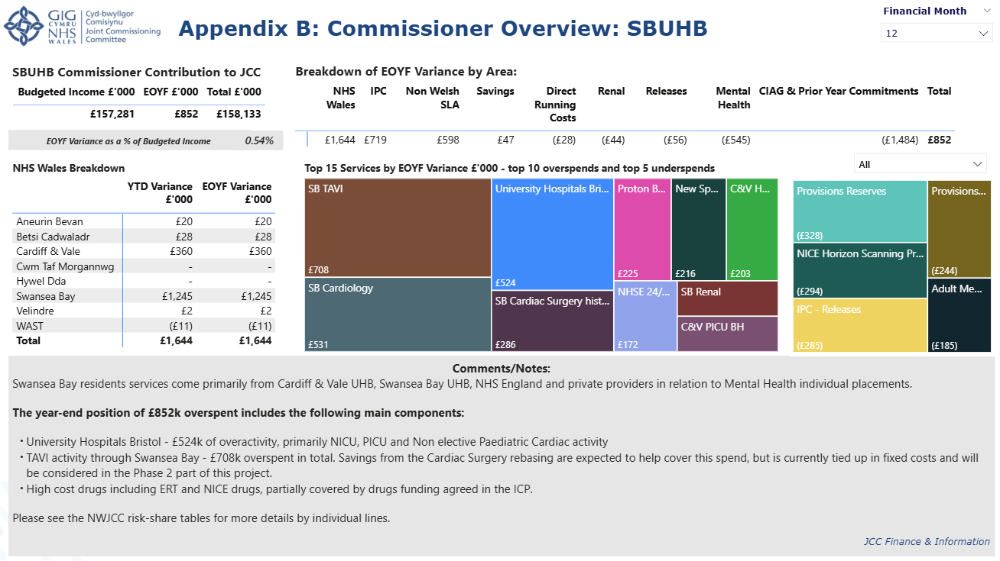 GIG
CYMRU
NHS
WALES
Cyd-bwyllgor
Comisiynu
Joint Commissioning
Committee
Appendix B: Commissioner Overview: SBUHB
Financial Month
12
SBUHB Commissioner Contribution to JCC
Budgeted Income £'000 EOYF £'000 Total £'000
£157,281 £852 £158,133
EOYF Variance as a % of Budgeted Income 0.54%
Breakdown of EOYF Variance by Area:
NHS Wales IPC Non Welsh SLA Savings Direct Running Costs Renal Releases Mental Health CIAG & Prior Year Commitments Total
£1,644 £719 £598 £47 (£28) (£44) (£56) (£545) (£1,484) £852
NHS Wales Breakdown
YTD Variance £'000 EOYF Variance £'000
Aneurin Bevan £20 £20
Betsi Cadwaladr £28 £28
Cardiff & Vale £360 £360
Cwm Taf Morgannwg - -
Hywel Dda - -
Swansea Bay £1,245 £1,245
Velindre £2 £2
WAST (£11) (£11)
Total £1,644 £1,644
Top 15 Services by EOYF Variance £'000 - top 10 overspends and top 5 underspends
All
SB TAVI
£708
SB Cardiology
£531
University Hospitals Bri...
£524
SB Cardiac Surgery hist...
£286
Proton B...
£225
New Sp...
£216
C&V H...
£203
NHSE 24/...
£172
SB Renal
C&V PICU BH
Provisions Reserves
(£328)
NICE Horizon Scanning Pr...
(£294)
IPC - Releases
(£285)
Provisions...
(£244)
Adult Me...
(£185)
Comments/Notes:
Swansea Bay residents services come primarily from Cardiff & Vale UHB, Swansea Bay UHB, NHS England and private providers in relation to Mental Health individual placements.
The year-end position of £852k overspent includes the following main components:
• University Hospitals Bristol - £524k of overactivity, primarily NICU, PICU and Non elective Paediatric Cardiac activity
• TAVI activity through Swansea Bay - £708k overspent in total. Savings from the Cardiac Surgery rebasing are expected to help cover this spend, but is currently tied up in fixed costs and will
be considered in the Phase 2 part of this project.
• High cost drugs including ERT and NICE drugs, partially covered by drugs funding agreed in the ICP.
Please see the NWJCC risk-share tables for more details by individual lines.
JCC Finance & Information